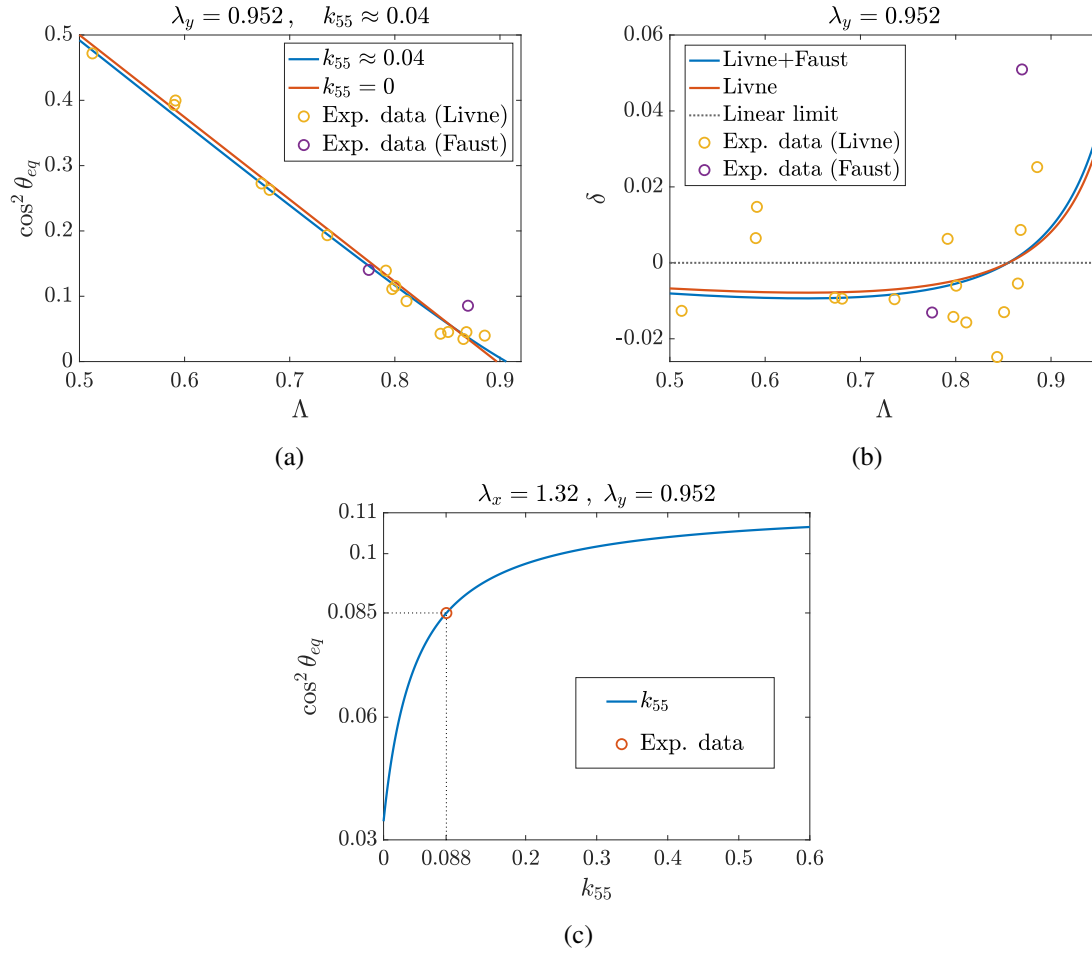 λ_y = 0.952 , k_55 ≈ 0.04
0.5
0.4
0.3
0.2
0.1
0
cos² θ_eq
k_55 ≈ 0.04
k_55 = 0
Exp. data (Livne)
Exp. data (Faust)
0.5 0.6 0.7 0.8 0.9
Λ
(a)
λ_y = 0.952
0.06
0.04
0.02
0
-0.02
δ
Livne+Faust
Livne
Linear limit
Exp. data (Livne)
Exp. data (Faust)
0.5 0.6 0.7 0.8 0.9
Λ
(b)
λ_x = 1.32 , λ_y = 0.952
0.11
0.1
0.085
0.06
0.03
cos² θ_eq
k_55
Exp. data
0 0.088 0.2 0.3 0.4 0.5 0.6
k_55
(c)